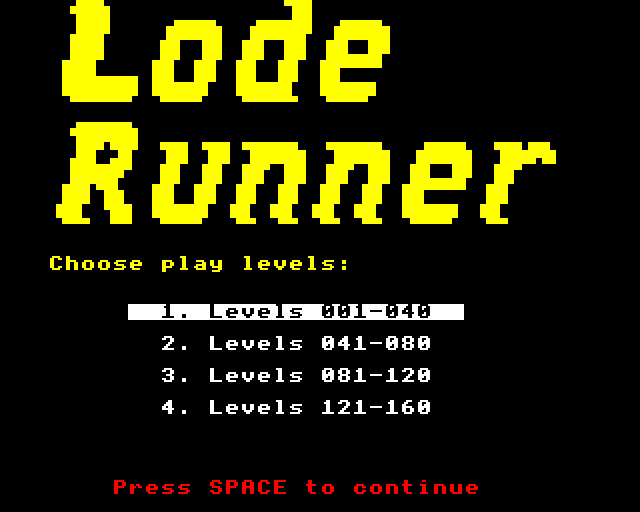 Lode
Runner
Choose play levels:
1. Levels 001-040
2. Levels 041-080
3. Levels 081-120
4. Levels 121-160
Press SPACE to continue